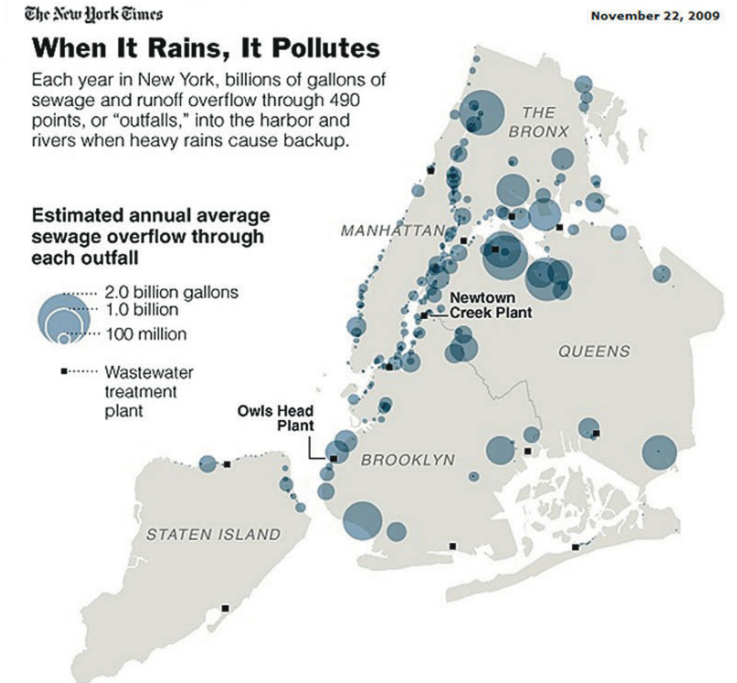 The New York Times
November 22, 2009
When It Rains, It Pollutes
Each year in New York, billions of gallons of
sewage and runoff overflow through 490
points, or “outfalls,” into the harbor and
rivers when heavy rains cause backup.
Estimated annual average
sewage overflow through
each outfall
2.0 billion gallons
1.0 billion
100 million
Wastewater
treatment
plant
THE
BRONX
MANHATTAN
Newtown
Creek Plant
QUEENS
Owls Head
Plant
BROOKLYN
STATEN ISLAND